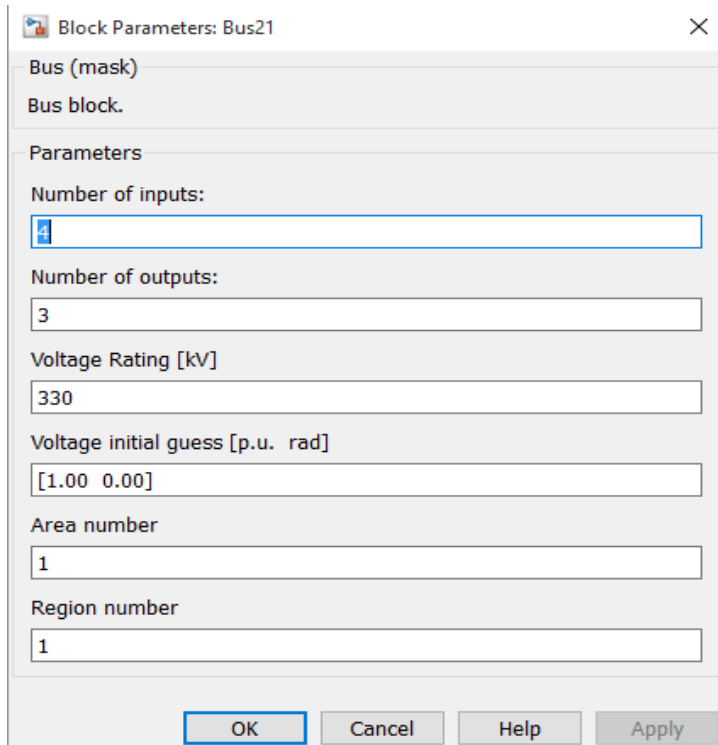 Block Parameters: Bus21
Bus (mask)
Bus block.
Parameters
Number of inputs:
4
Number of outputs:
3
Voltage Rating [kV]
330
Voltage initial guess [p.u.  rad]
[1.00  0.00]
Area number
1
Region number
1
OK Cancel Help Apply